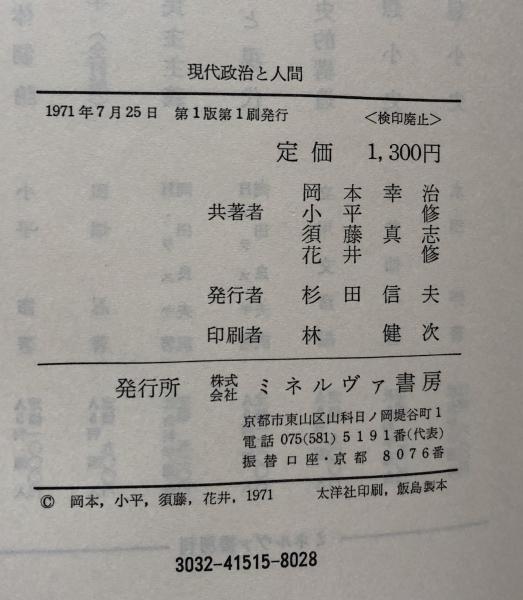 現代政治と人間
1971年7月25日 第1版第1刷発行 <検印廃止>
定価 1,300円
岡本幸治
共著者 小平修
須藤真志
花井修
発行者 杉田信夫
印刷者 林健次
発行所 株式会社 ミネルヴァ書房
京都市東山区山科日ノ岡堤谷町1
電話 075(581)5191番(代表)
振替口座・京都 8076番
© 岡本,小平,須藤,花井,1971 太洋社印刷,飯島製本
3032-41515-8028